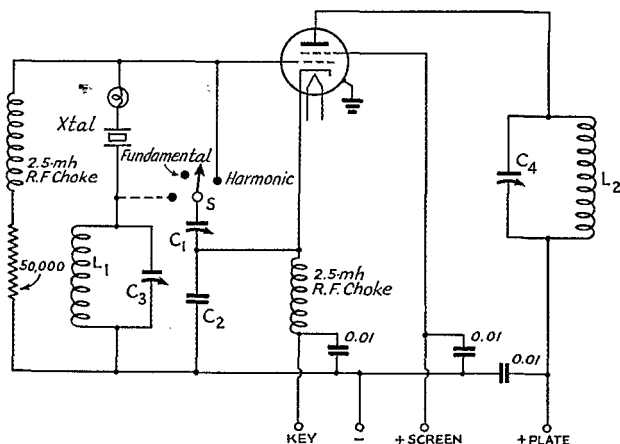 Xtal
Fundamental
2.5-mh
R.F. Choke
S
Harmonic
C4
L2
C1
50,000
L1
C3
C2
2.5-mh
R.F. Choke
0.01
0.01
0.01
KEY
–
+ SCREEN
+ PLATE